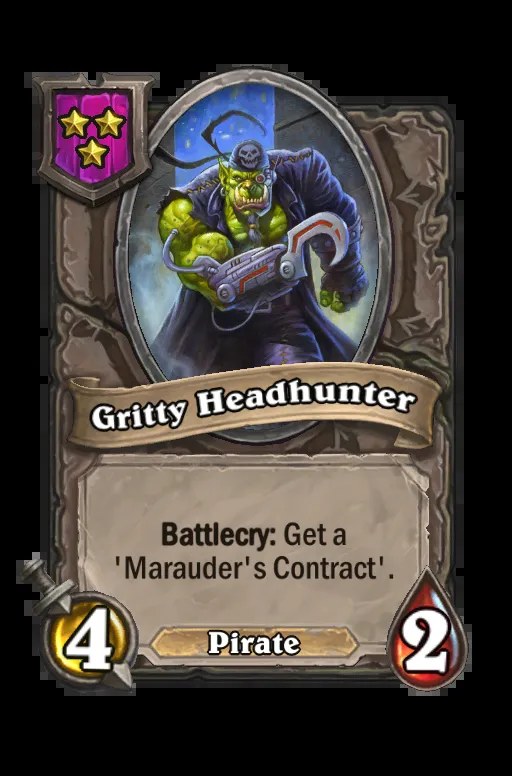 Gritty Headhunter
Battlecry: Get a
'Marauder's Contract'.
4
Pirate
2